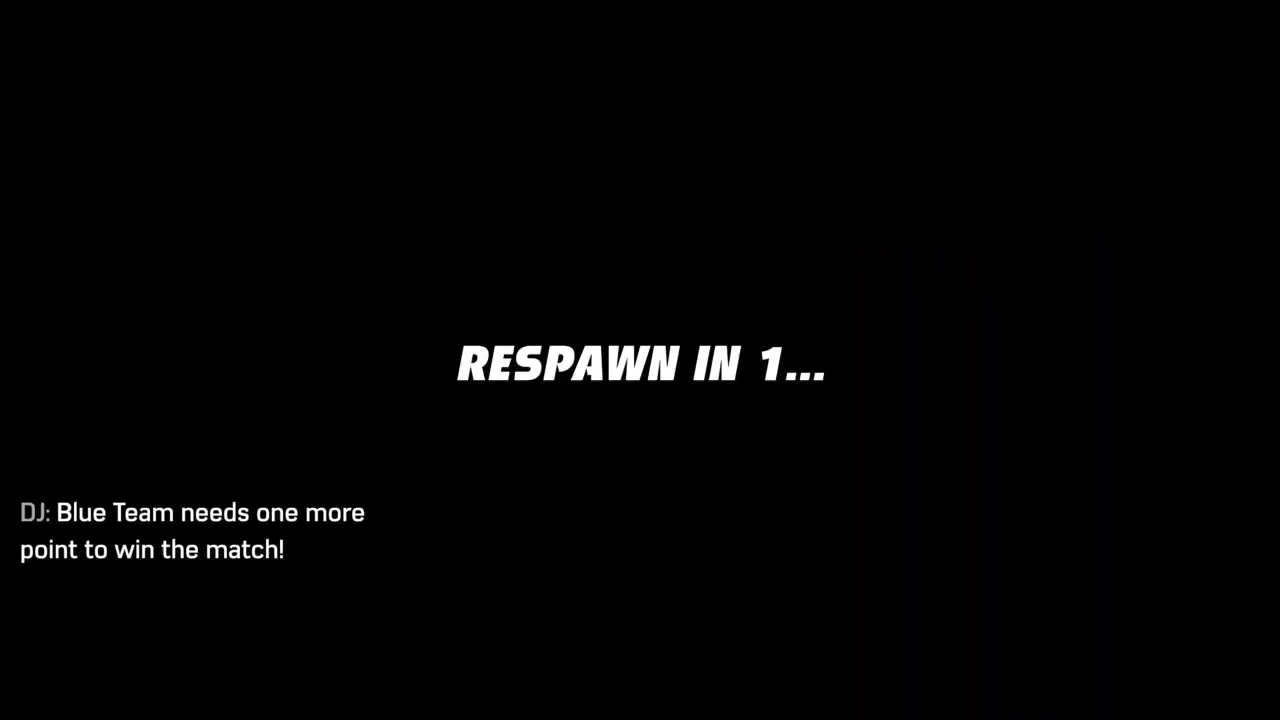 RESPAWN IN 1...
DJ: Blue Team needs one more
point to win the match!